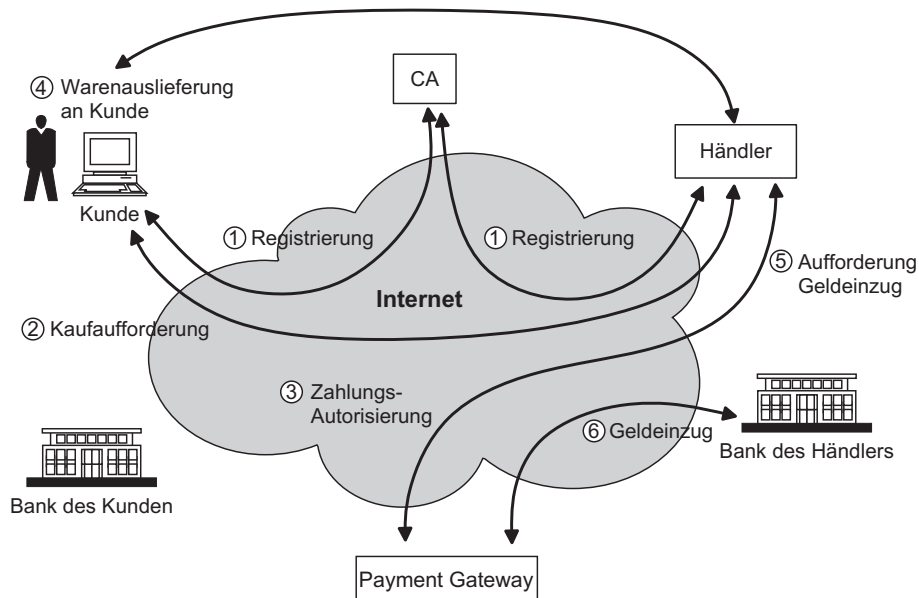 CA
④ Warenauslieferung
an Kunde
Händler
Kunde
① Registrierung
① Registrierung
⑤ Aufforderung
Geldeinzug
Internet
② Kaufaufforderung
③ Zahlungs-
Autorisierung
⑥ Geldeinzug
Bank des Händlers
Bank des Kunden
Payment Gateway